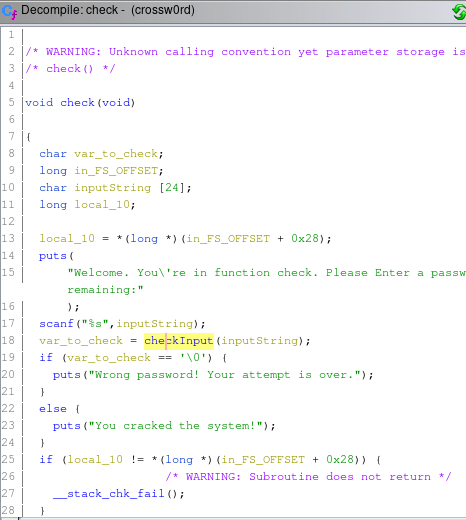 Decompile: check - (crossw0rd)
1
2 /* WARNING: Unknown calling convention yet parameter storage is
3 /* check() */
4
5 void check(void)
6
7 {
8 char var_to_check;
9 long in_FS_OFFSET;
10 char inputString [24];
11 long local_10;
12
13 local_10 = *(long *)(in_FS_OFFSET + 0x28);
14 puts(
15 "Welcome. You\'re in function check. Please Enter a passw
remaining:"
16 );
17 scanf("%s",inputString);
18 var_to_check = checkInput(inputString);
19 if (var_to_check == '\0') {
20 puts("Wrong password! Your attempt is over.");
21 }
22 else {
23 puts("You cracked the system!");
24 }
25 if (local_10 != *(long *)(in_FS_OFFSET + 0x28)) {
26 /* WARNING: Subroutine does not return */
27 __stack_chk_fail();
28 }